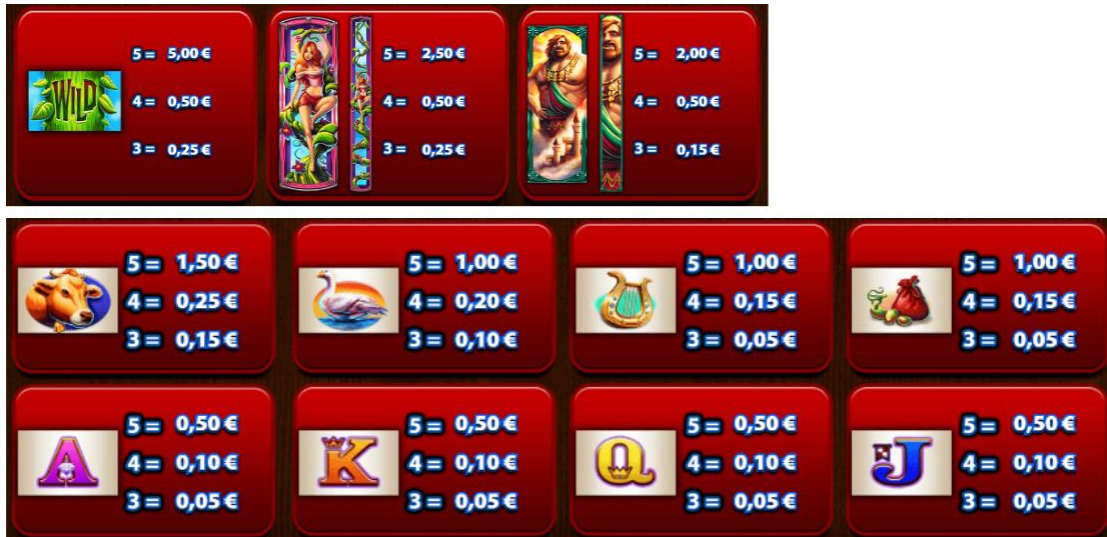 WILD
5 = 5,00 €
4 = 0,50 €
3 = 0,25 €
5 = 2,50 €
4 = 0,50 €
3 = 0,25 €
5 = 2,00 €
4 = 0,50 €
3 = 0,15 €
5 = 1,50 €
4 = 0,25 €
3 = 0,15 €
5 = 1,00 €
4 = 0,20 €
3 = 0,10 €
5 = 1,00 €
4 = 0,15 €
3 = 0,05 €
5 = 1,00 €
4 = 0,15 €
3 = 0,05 €
A
5 = 0,50 €
4 = 0,10 €
3 = 0,05 €
K
5 = 0,50 €
4 = 0,10 €
3 = 0,05 €
Q
5 = 0,50 €
4 = 0,10 €
3 = 0,05 €
J
5 = 0,50 €
4 = 0,10 €
3 = 0,05 €